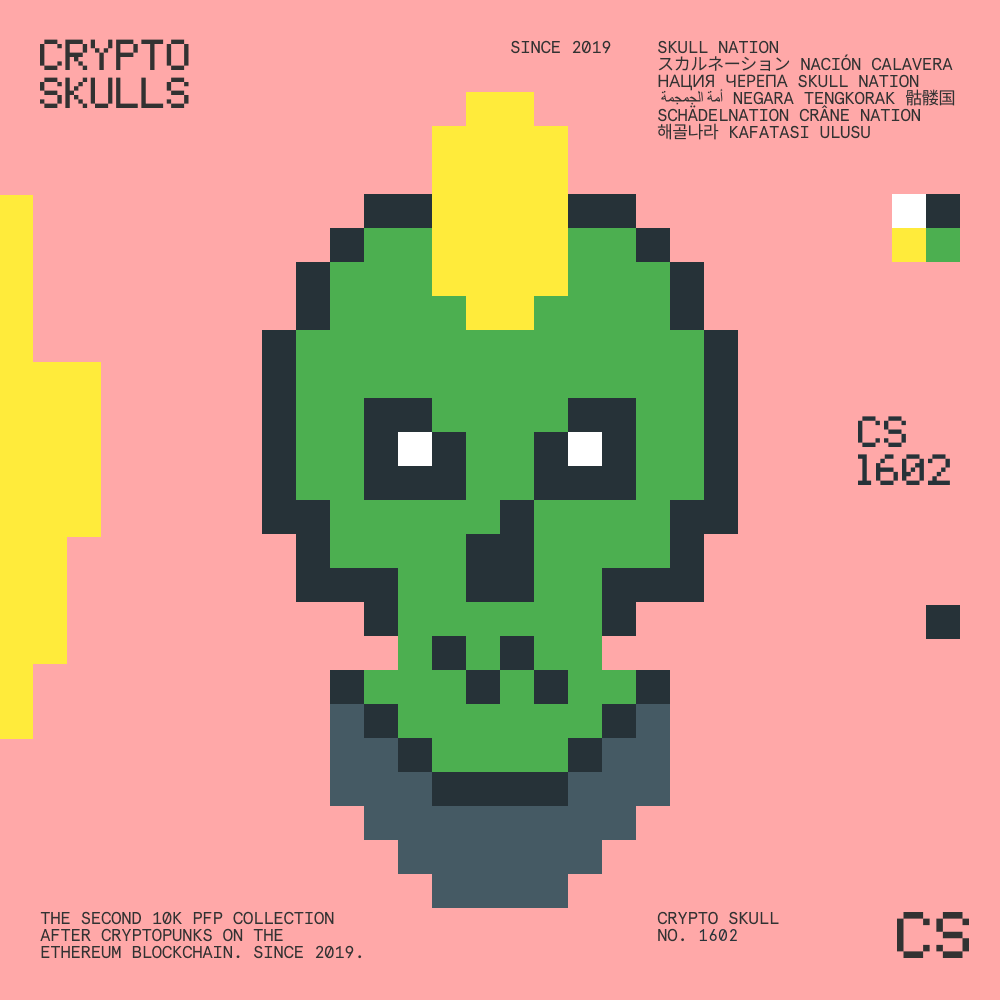 CRYPTO
SKULLS
SINCE 2019
SKULL NATION
スカルネーション NACIÓN CALAVERA
НАЦИЯ ЧЕРЕПА SKULL NATION
أمة الجمجمة NEGARA TENGKORAK 骷髅国
SCHÄDELNATION CRÂNE NATION
해골나라 KAFATASI ULUSU
CS
1602
THE SECOND 10K PFP COLLECTION
AFTER CRYPTOPUNKS ON THE
ETHEREUM BLOCKCHAIN. SINCE 2019.
CRYPTO SKULL
NO. 1602
CS